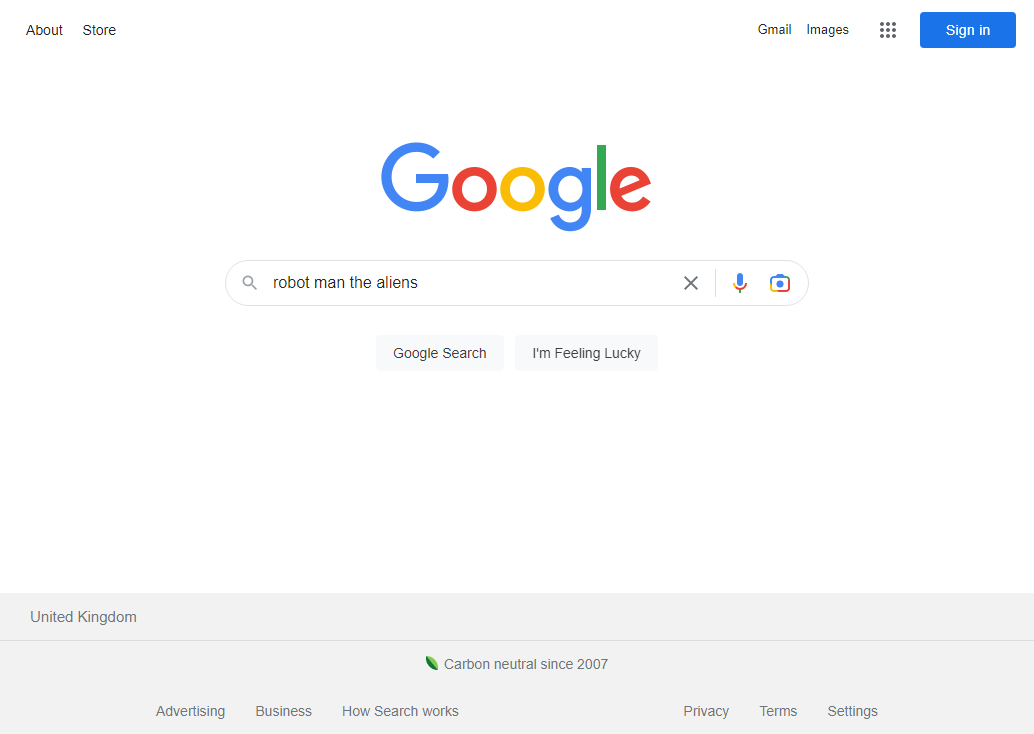 About Store Gmail Images Sign in
Google
robot man the aliens
Google Search I'm Feeling Lucky
United Kingdom
Carbon neutral since 2007
Advertising Business How Search works Privacy Terms Settings